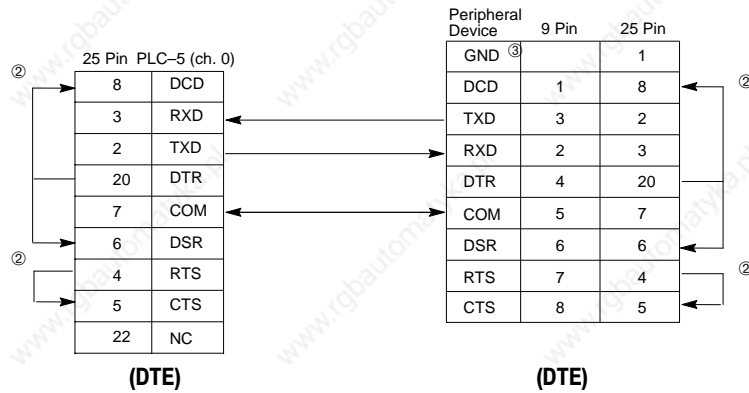 Peripheral
Device 9 Pin 25 Pin
GND ③ 1
DCD 1 8
TXD 3 2
RXD 2 3
DTR 4 20
COM 5 7
DSR 6 6
RTS 7 4
CTS 8 5
25 Pin PLC–5 (ch. 0)
8 DCD
3 RXD
2 TXD
20 DTR
7 COM
6 DSR
4 RTS
5 CTS
22 NC
②
②
②
②
(DTE)
(DTE)
www.rgbautomatyka.pl